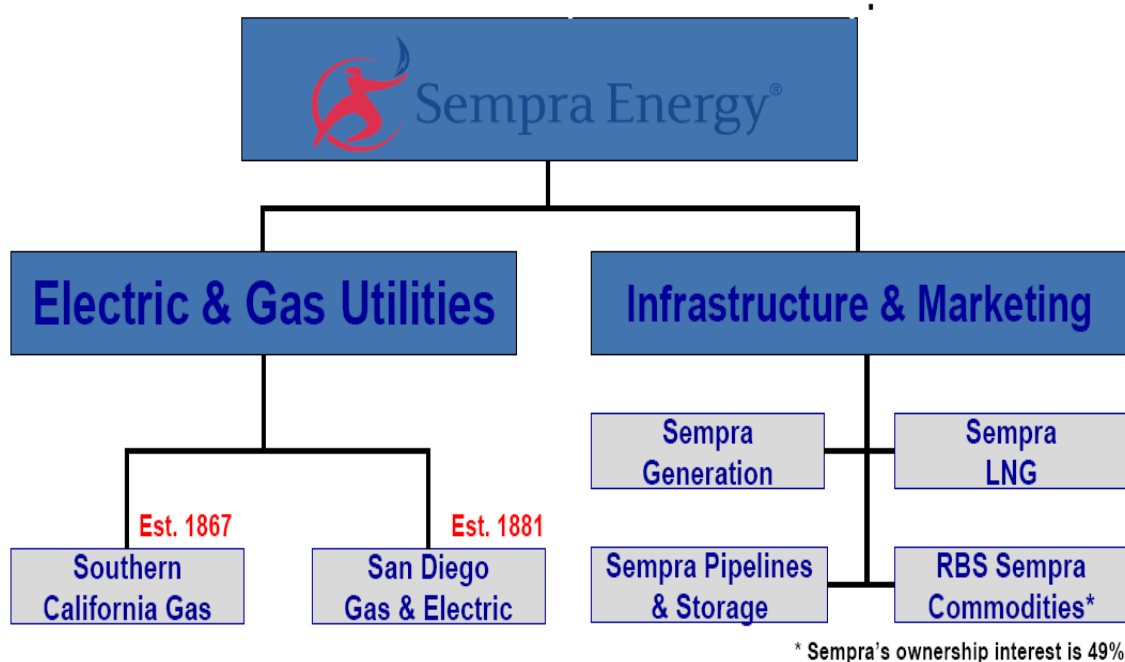 Sempra Energy®
Electric & Gas Utilities
Infrastructure & Marketing
Sempra
Generation
Sempra
LNG
Est. 1867
Est. 1881
Southern
California Gas
San Diego
Gas & Electric
Sempra Pipelines
& Storage
RBS Sempra
Commodities*
* Sempra's ownership interest is 49%